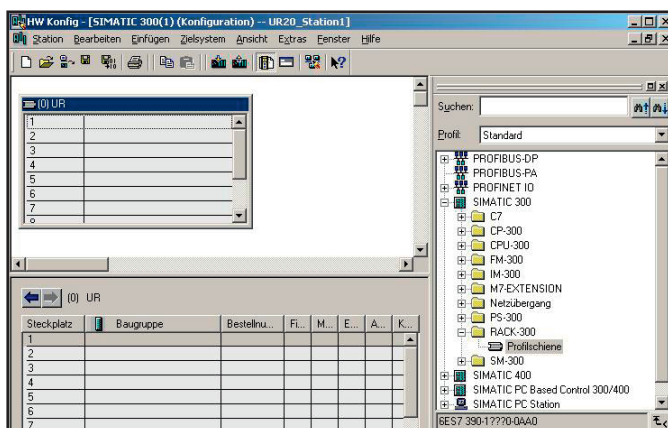 HW Konfig - [SIMATIC 300(1) (Konfiguration) -- UR20_Station1]
Station Bearbeiten Einfügen Zielsystem Ansicht Extras Fenster Hilfe
(0) UR
1
2
3
4
5
6
7
8
Suchen:
Profil: Standard
PROFIBUS-DP
PROFIBUS-PA
PROFINET IO
SIMATIC 300
C7
CP-300
CPU-300
FM-300
IM-300
M7-EXTENSION
Netzübergang
PS-300
RACK-300
Profilschiene
SM-300
SIMATIC 400
SIMATIC PC Based Control 300/400
SIMATIC PC Station
6ES7 390-1???0-0AA0
(0) UR
Steckplatz Baugruppe Bestellnu... Fi... M... E... A... K...
1
2
3
4
5
6
7